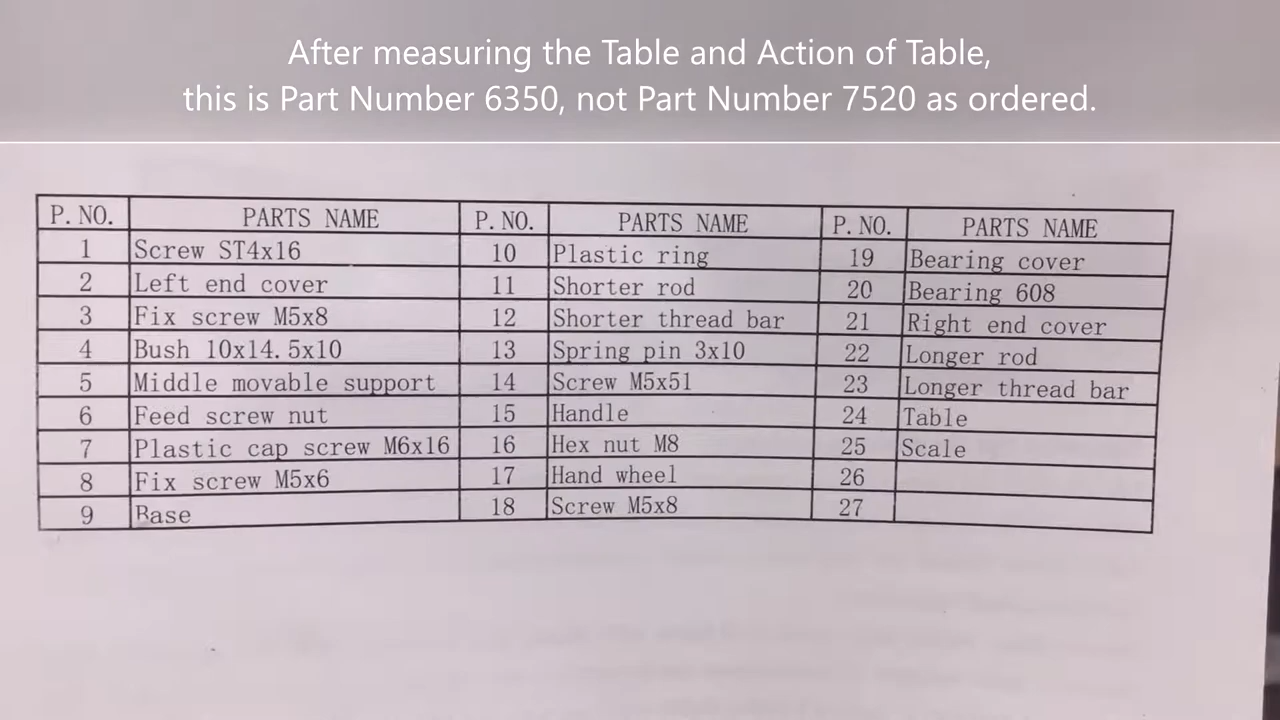 After measuring the Table and Action of Table,
this is Part Number 6350, not Part Number 7520 as ordered.
P. NO. PARTS NAME P. NO. PARTS NAME P. NO. PARTS NAME
1 Screw ST4x16 10 Plastic ring 19 Bearing cover
2 Left end cover 11 Shorter rod 20 Bearing 608
3 Fix screw M5x8 12 Shorter thread bar 21 Right end cover
4 Bush 10x14.5x10 13 Spring pin 3x10 22 Longer rod
5 Middle movable support 14 Screw M5x51 23 Longer thread bar
6 Feed screw nut 15 Handle 24 Table
7 Plastic cap screw M6x16 16 Hex nut M8 25 Scale
8 Fix screw M5x6 17 Hand wheel 26
9 Base 18 Screw M5x8 27